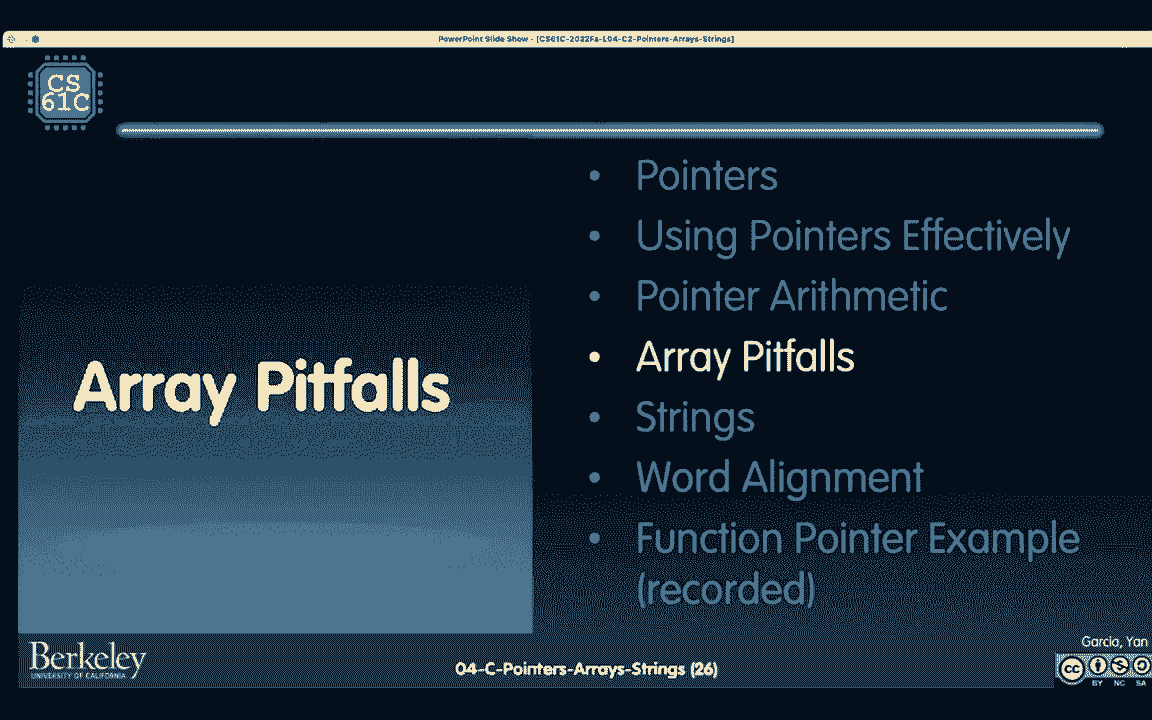 PowerPoint Slide Show - [CS61C-2022Fa-L04-C2-Pointers-Arrays-Strings]
CS
61C
• Pointers
• Using Pointers Effectively
• Pointer Arithmetic
• Array Pitfalls
• Strings
• Word Alignment
• Function Pointer Example
(recorded)
Array Pitfalls
Berkeley
UNIVERSITY OF CALIFORNIA
04-C-Pointers-Arrays-Strings (26)
Garcia, Yan
cc
BY NC SA